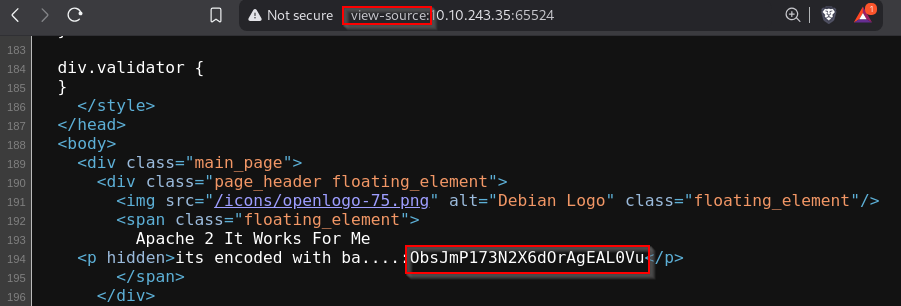 Not secure view-source:10.10.243.35:65524
1
183
184 div.validator {
185 }
186 </style>
187 </head>
188 <body>
189 <div class="main_page">
190 <div class="page_header floating_element">
191 <img src="/icons/openlogo-75.png" alt="Debian Logo" class="floating_element"/>
192 <span class="floating_element">
193 Apache 2 It Works For Me
194 <p hidden>its encoded with ba....:ObsJmP173N2X6dOrAgEAL0Vu</p>
195 </span>
196 </div>